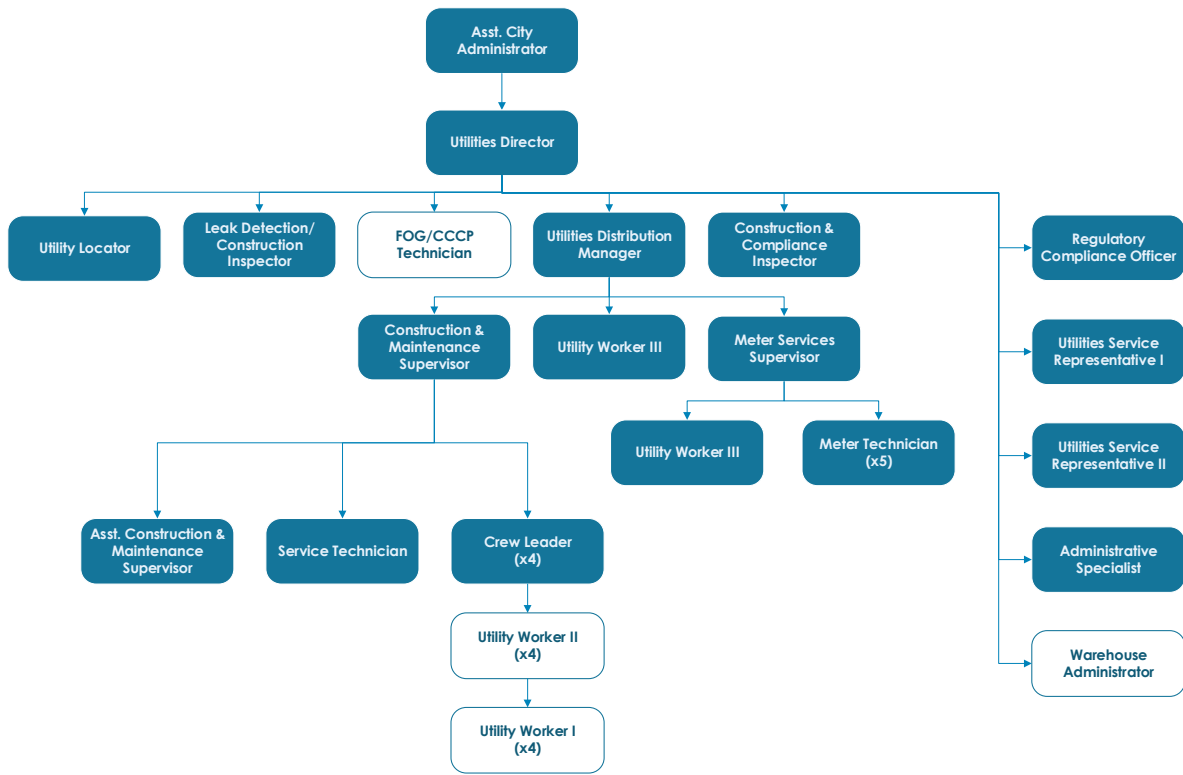 Asst. City
Administrator
Utilities Director
Utility Locator
Leak Detection/
Construction
Inspector
FOG/CCCP
Technician
Utilities Distribution
Manager
Construction &
Compliance
Inspector
Regulatory
Compliance Officer
Construction &
Maintenance
Supervisor
Utility Worker III
Meter Services
Supervisor
Utilities Service
Representative I
Utility Worker III
Meter Technician
(x5)
Utilities Service
Representative II
Asst. Construction &
Maintenance
Supervisor
Service Technician
Crew Leader
(x4)
Administrative
Specialist
Utility Worker II
(x4)
Warehouse
Administrator
Utility Worker I
(x4)